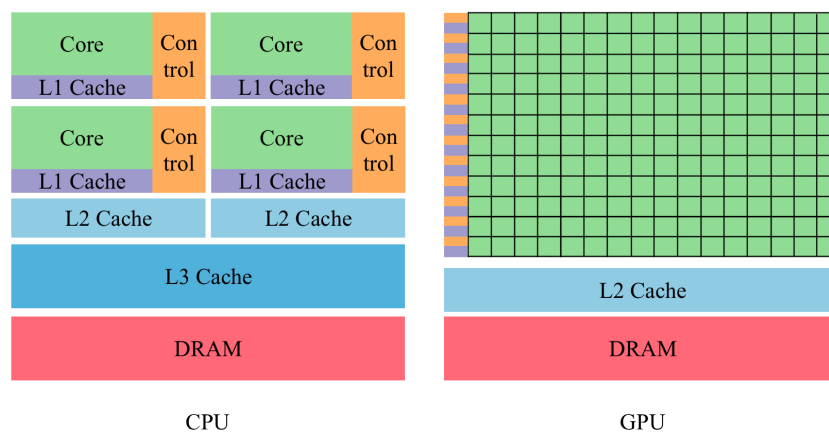 Core
Con
trol
L1 Cache
Core
Con
trol
L1 Cache
Core
Con
trol
L1 Cache
Core
Con
trol
L1 Cache
L2 Cache
L2 Cache
L3 Cache
DRAM
CPU
L2 Cache
DRAM
GPU